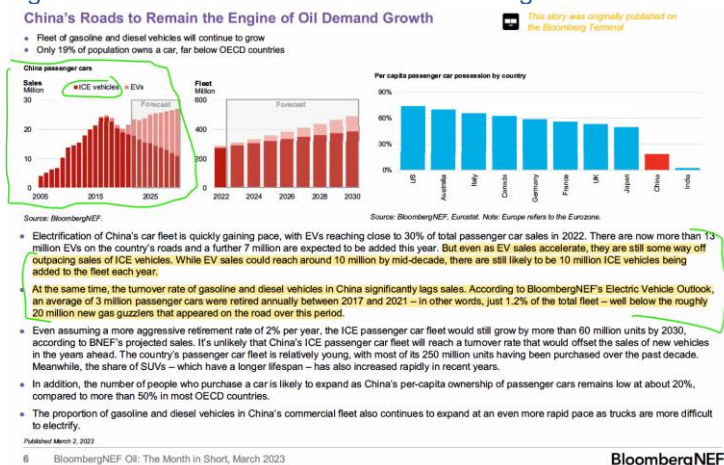 China's Roads to Remain the Engine of Oil Demand Growth
This story was originally published on
the Bloomberg Terminal
• Fleet of gasoline and diesel vehicles will continue to grow
• Only 19% of population owns a car, far below OECD countries
China passenger cars
Sales
Million
ICE vehicles EVs
Forecast
30
20
10
0
2005 2015 2025
Fleet
Million
Forecast
600
400
200
0
2022 2024 2026 2028 2030
Per capita passenger car possession by country
90%
60%
30%
0%
US
Australia
Italy
Canada
Germany
France
UK
Japan
China
India
Source: BloombergNEF.
Source: BloombergNEF, Eurostat. Note: Europe refers to the Eurozone.
• Electrification of China's car fleet is quickly gaining pace, with EVs reaching close to 30% of total passenger car sales in 2022. There are now more than 13
million EVs on the country's roads and a further 7 million are expected to be added this year. But even as EV sales accelerate, they are still some way off
outpacing sales of ICE vehicles. While EV sales could reach around 10 million by mid-decade, there are still likely to be 10 million ICE vehicles being
added to the fleet each year.
• At the same time, the turnover rate of gasoline and diesel vehicles in China significantly lags sales. According to BloombergNEF's Electric Vehicle Outlook,
an average of 3 million passenger cars were retired annually between 2017 and 2021 – in other words, just 1.2% of the total fleet – well below the roughly
20 million new gas guzzlers that appeared on the road over this period.
• Even assuming a more aggressive retirement rate of 2% per year, the ICE passenger car fleet would still grow by more than 60 million units by 2030,
according to BNEF's projected sales. It's unlikely that China's ICE passenger car fleet will reach a turnover rate that would offset the sales of new vehicles
in the years ahead. The country's passenger car fleet is relatively young, with most of its 250 million units having been purchased over the past decade.
Meanwhile, the share of SUVs – which have a longer lifespan – has also increased rapidly in recent years.
• In addition, the number of people who purchase a car is likely to expand as China's per-capita ownership of passenger cars remains low at about 20%,
compared to more than 50% in most OECD countries.
• The proportion of gasoline and diesel vehicles in China's commercial fleet also continues to expand at an even more rapid pace as trucks are more difficult
to electrify.
Published March 2, 2023
6 BloombergNEF Oil: The Month in Short, March 2023
BloombergNEF